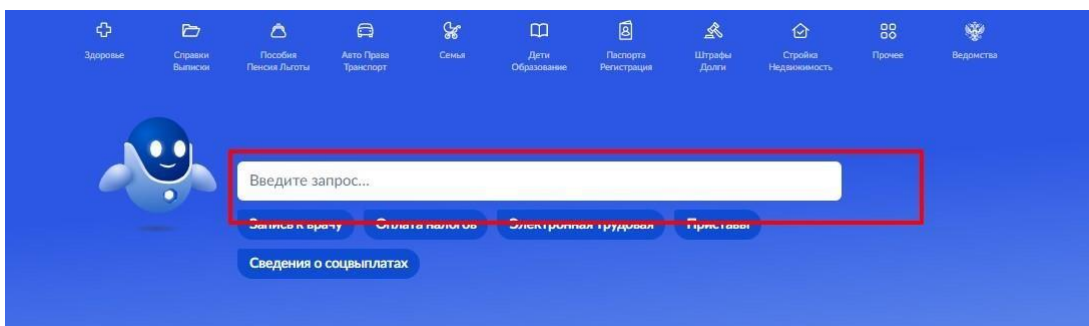 Здоровье
Справки
Выписки
Пособия
Пенсия Льготы
Авто Права
Транспорт
Семья
Дети
Образование
Паспорта
Регистрация
Штрафы
Долги
Стройка
Недвижимость
Прочее
Ведомства
Введите запрос...
Запись к врачу Оплата налогов Электронная трудовая Приставы
Сведения о соцвыплатах